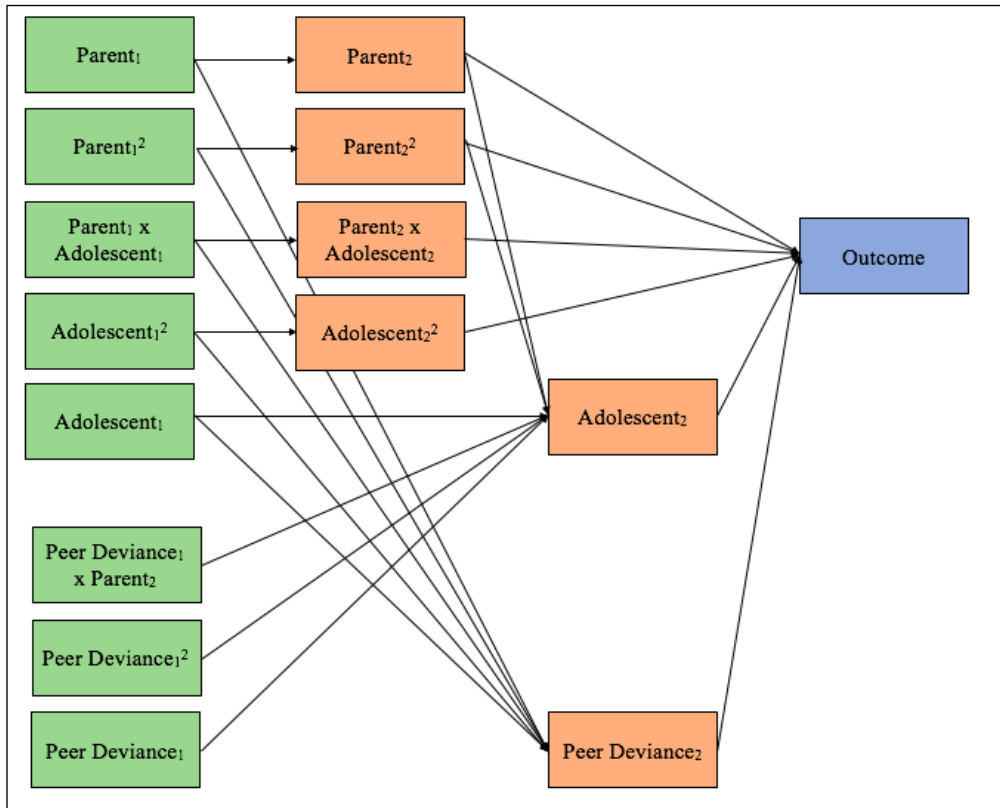 Parent₁
Parent₂
Parent₁²
Parent₂²
Parent₁ x
Adolescent₁
Parent₂ x
Adolescent₂
Outcome
Adolescent₁²
Adolescent₂²
Adolescent₁
Adolescent₂
Peer Deviance₁
x Parent₂
Peer Deviance₁²
Peer Deviance₁
Peer Deviance₂